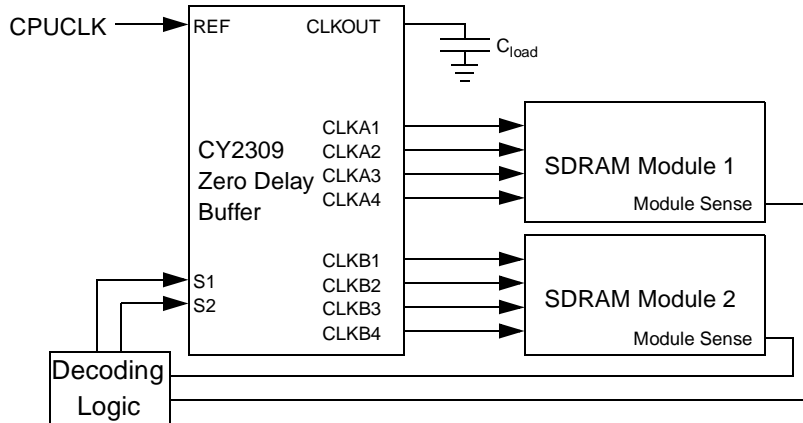 CPUCLK
REF
CLKOUT
Cload
CLKA1
CLKA2
CLKA3
CLKA4
CY2309
Zero Delay
Buffer
SDRAM Module 1
Module Sense
CLKB1
CLKB2
CLKB3
CLKB4
S1
S2
SDRAM Module 2
Module Sense
Decoding
Logic